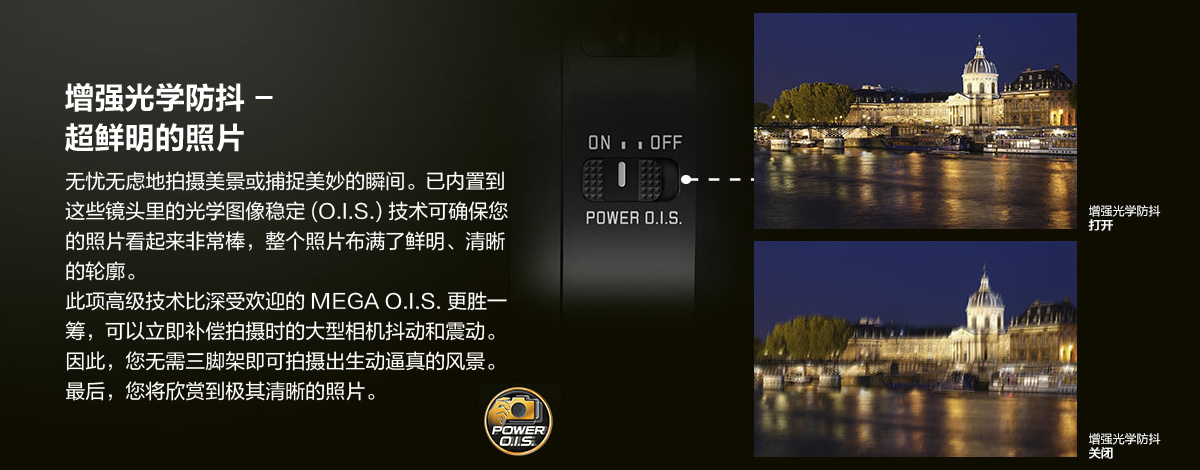 增强光学防抖 –
超鲜明的照片
无忧无虑地拍摄美景或捕捉美妙的瞬间。已内置到
这些镜头里的光学图像稳定 (O.I.S.) 技术可确保您
的照片看起来非常棒，整个照片布满了鲜明、清晰
的轮廓。
此项高级技术比深受欢迎的 MEGA O.I.S. 更胜一
筹，可以立即补偿拍摄时的大型相机抖动和震动。
因此，您无需三脚架即可拍摄出生动逼真的风景。
最后，您将欣赏到极其清晰的照片。
POWER
O.I.S.
ON OFF
POWER O.I.S.
增强光学防抖
打开
增强光学防抖
关闭